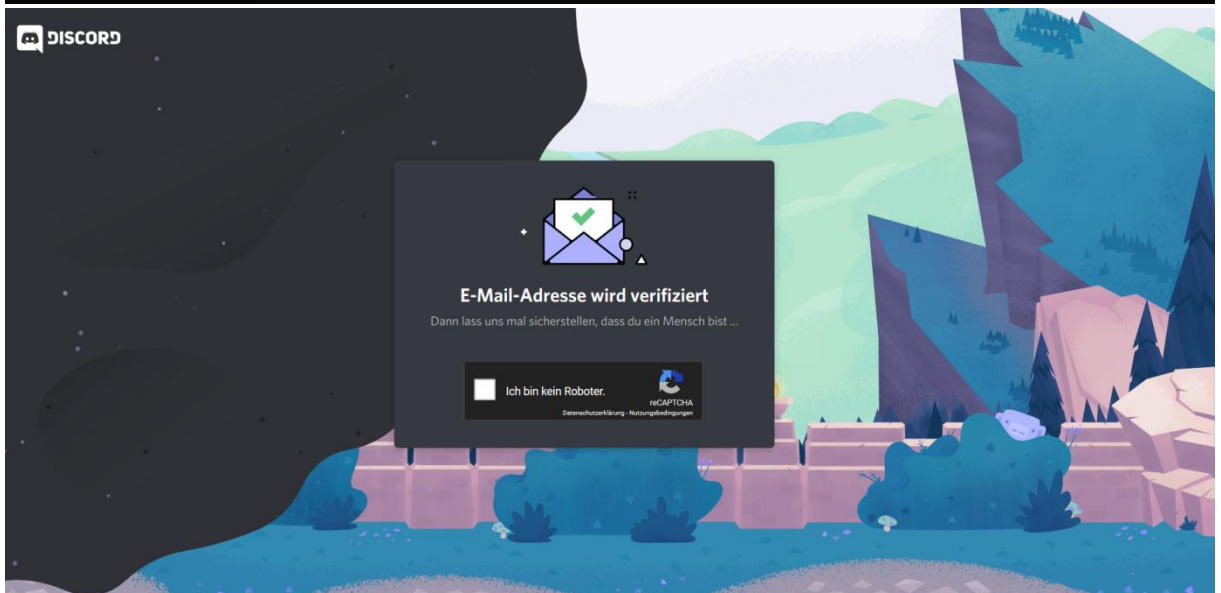 DISCORD
E-Mail-Adresse wird verifiziert
Dann lass uns mal sicherstellen, dass du ein Mensch bist ...
Ich bin kein Roboter.
reCAPTCHA
Datenschutzerklärung - Nutzungsbedingungen